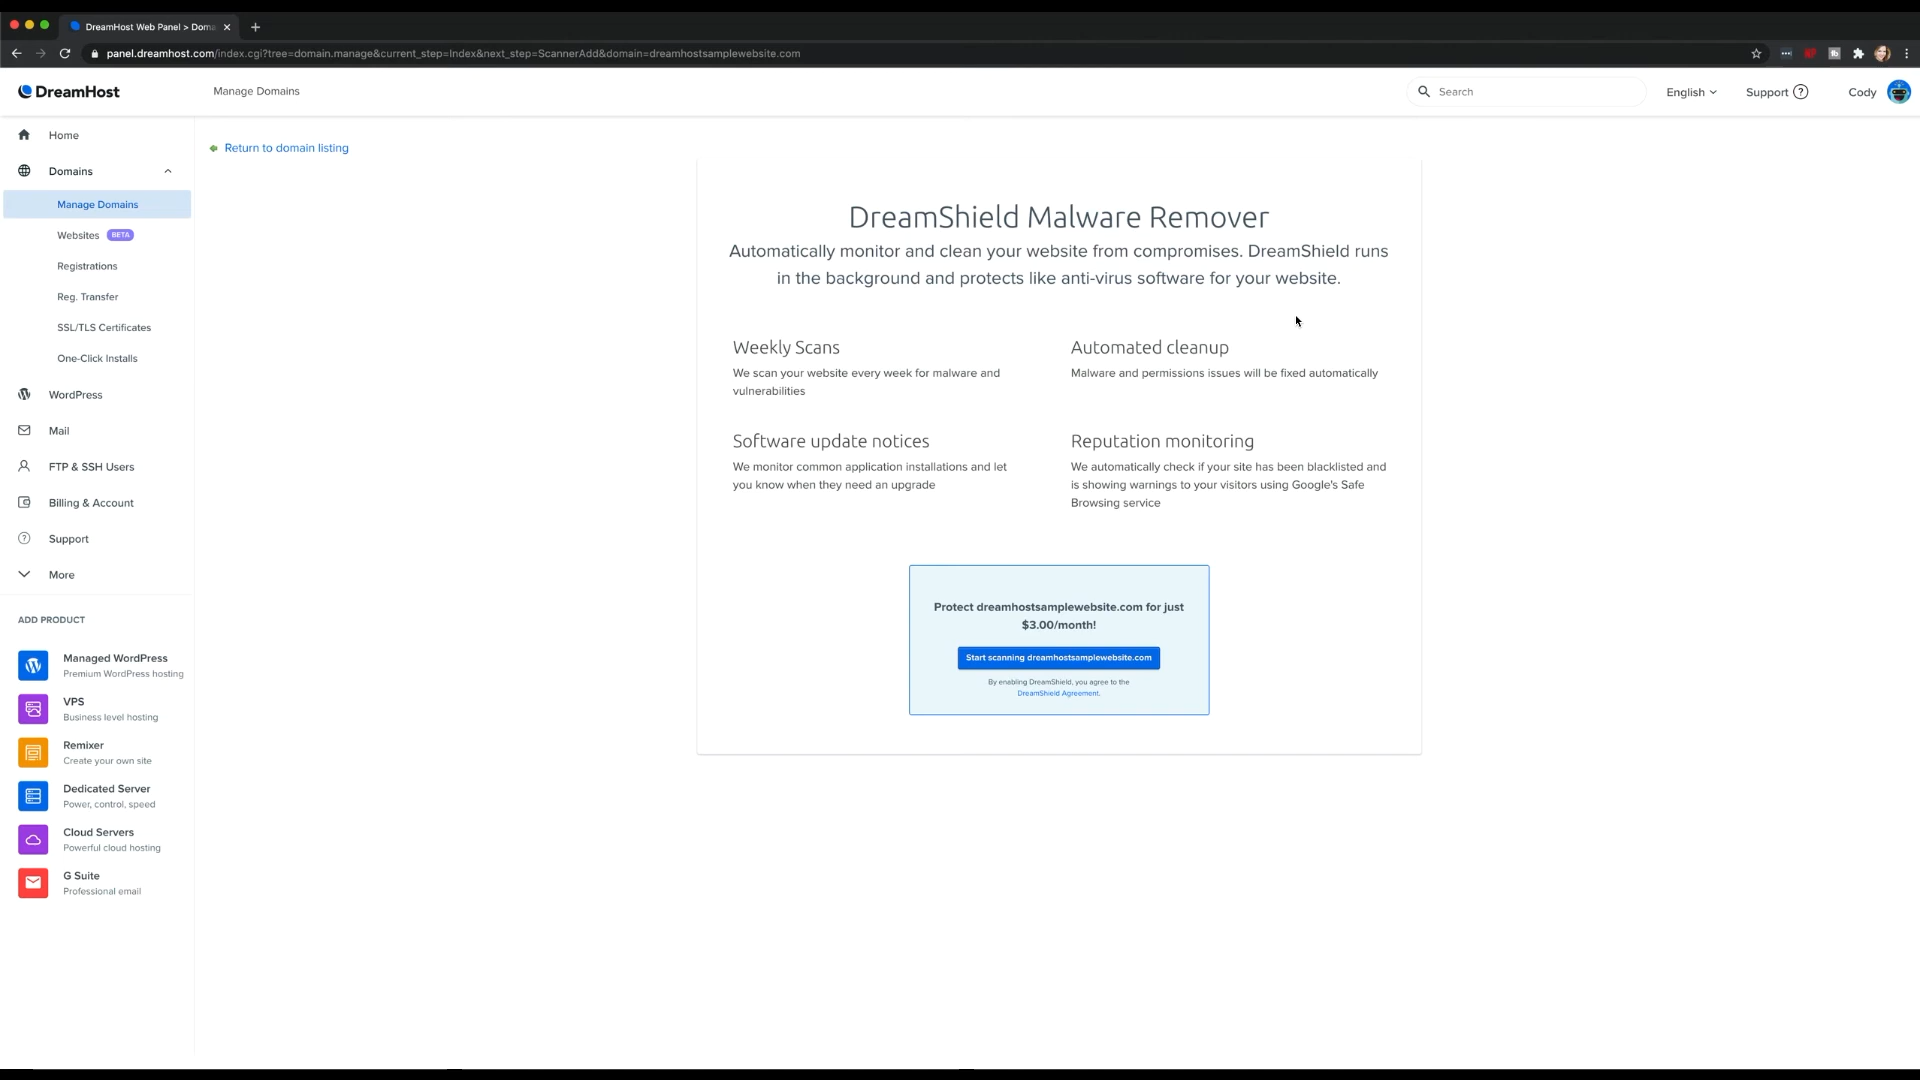 DreamHost Web Panel > Doma
panel.dreamhost.com/index.cgi?tree=domain.manage&current_step=Index&next_step=ScannerAdd&domain=dreamhostsamplewebsite.com
DreamHost
Manage Domains
Search
English
Support
Cody
Home
Domains
Manage Domains
Websites BETA
Registrations
Reg. Transfer
SSL/TLS Certificates
One-Click Installs
WordPress
Mail
FTP & SSH Users
Billing & Account
Support
More
ADD PRODUCT
Managed WordPress
Premium WordPress hosting
VPS
Business level hosting
Remixer
Create your own site
Dedicated Server
Power, control, speed
Cloud Servers
Powerful cloud hosting
G Suite
Professional email
Return to domain listing
DreamShield Malware Remover
Automatically monitor and clean your website from compromises. DreamShield runs
in the background and protects like anti-virus software for your website.
Weekly Scans
We scan your website every week for malware and
vulnerabilities
Automated cleanup
Malware and permissions issues will be fixed automatically
Software update notices
We monitor common application installations and let
you know when they need an upgrade
Reputation monitoring
We automatically check if your site has been blacklisted and
is showing warnings to your visitors using Google's Safe
Browsing service
Protect dreamhostsamplewebsite.com for just
$3.00/month!
Start scanning dreamhostsamplewebsite.com
By enabling DreamShield, you agree to the
DreamShield Agreement.